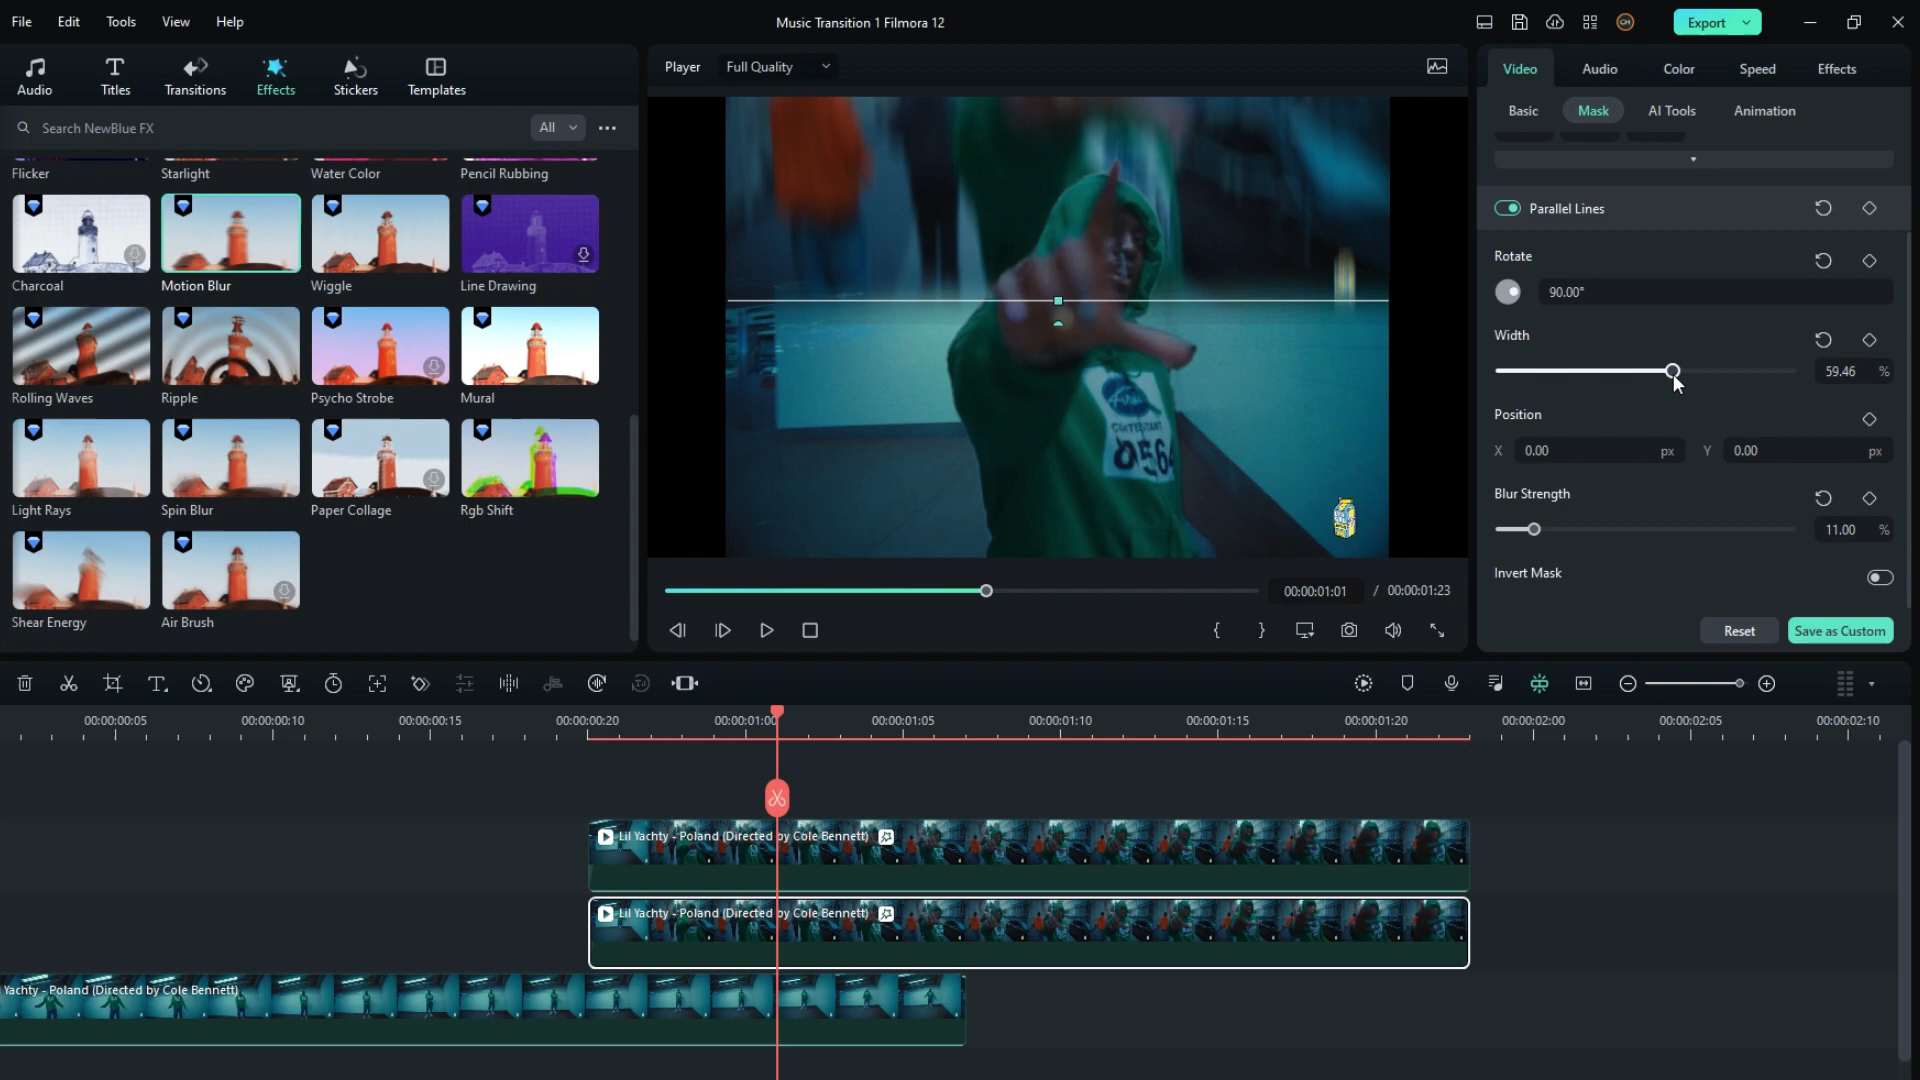 File Edit Tools View Help
Music Transition 1 Filmora 12
Export
Audio Titles Transitions Effects Stickers Templates
Search NewBlue FX
All
Flicker Starlight Water Color Pencil Rubbing
Charcoal Motion Blur Wiggle Line Drawing
Rolling Waves Ripple Psycho Strobe Mural
Light Rays Spin Blur Paper Collage Rgb Shift
Shear Energy Air Brush
Player Full Quality
056
00:00:01:01 / 00:00:01:23
{ }
Video Audio Color Speed Effects
Basic Mask AI Tools Animation
Parallel Lines
Rotate
90.00°
Width
59.46 %
Position
X 0.00 px Y 0.00 px
Blur Strength
11.00 %
Invert Mask
Reset Save as Custom
00:00:00:05 00:00:00:10 00:00:00:15 00:00:00:20 00:00:01:00 00:00:01:05 00:00:01:10 00:00:01:15 00:00:01:20 00:00:02:00 00:00:02:05 00:00:02:10
Lil Yachty - Poland (Directed by Cole Bennett)
Lil Yachty - Poland (Directed by Cole Bennett)
Yachty - Poland (Directed by Cole Bennett)